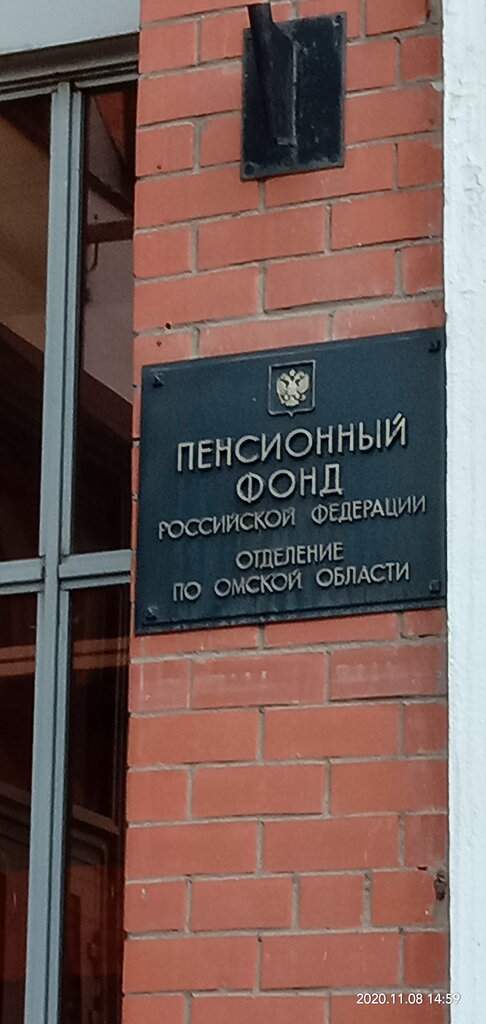 ПЕНСИОННЫЙ
ФОНД
РОССИЙСКОЙ ФЕДЕРАЦИИ
ОТДЕЛЕНИЕ
ПО ОМСКОЙ ОБЛАСТИ
2020.11.08 14:59